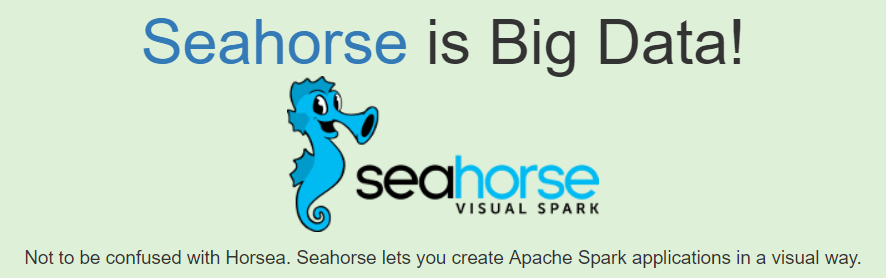 Seahorse is Big Data!
seahorse
VISUAL SPARK
Not to be confused with Horsea. Seahorse lets you create Apache Spark applications in a visual way.